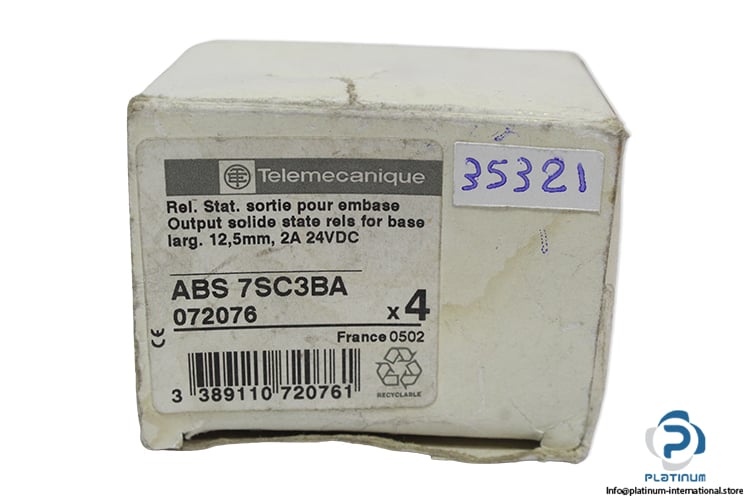 Telemecanique
35321
Rel. Stat. sortie pour embase
Output solide state rels for base
larg. 12,5mm, 2A 24VDC
ABS 7SC3BA
072076
x 4
France 0502
CE
3 389110 720761
RECYCLABLE
PLATINUM
Info@platinum-international.store